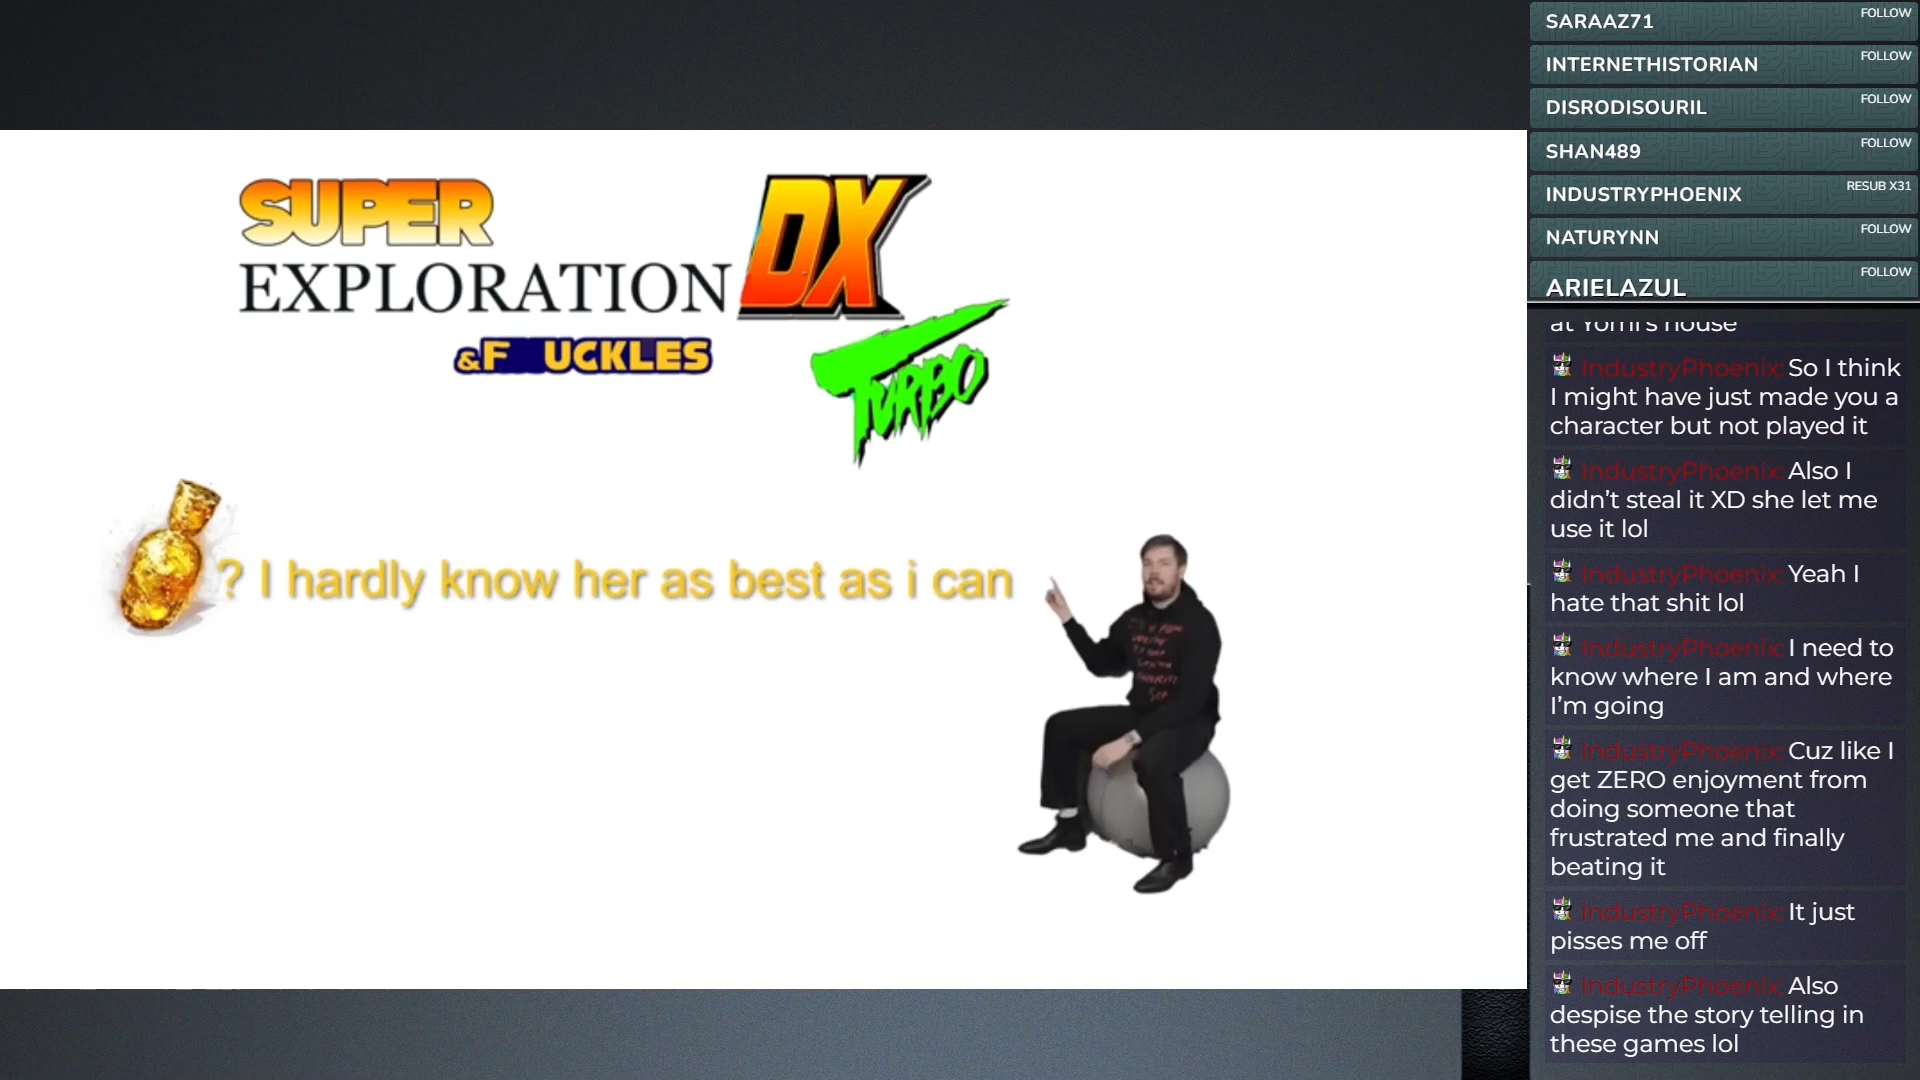 SUPER
EXPLORATION DX
&F UCKLES
TURBO
? I hardly know her as best as i can
SARAAZ71 FOLLOW
INTERNETHISTORIAN FOLLOW
DISRODISOURIL FOLLOW
SHAN489 FOLLOW
INDUSTRYPHOENIX RESUB X31
NATURYNN FOLLOW
ARIELAZUL FOLLOW
at Yomi's house
IndustryPhoenix: So I think
I might have just made you a
character but not played it
IndustryPhoenix: Also I
didn't steal it XD she let me
use it lol
IndustryPhoenix: Yeah I
hate that shit lol
IndustryPhoenix: I need to
know where I am and where
I'm going
IndustryPhoenix: Cuz like I
get ZERO enjoyment from
doing someone that
frustrated me and finally
beating it
IndustryPhoenix: It just
pisses me off
IndustryPhoenix: Also
despise the story telling in
these games lol